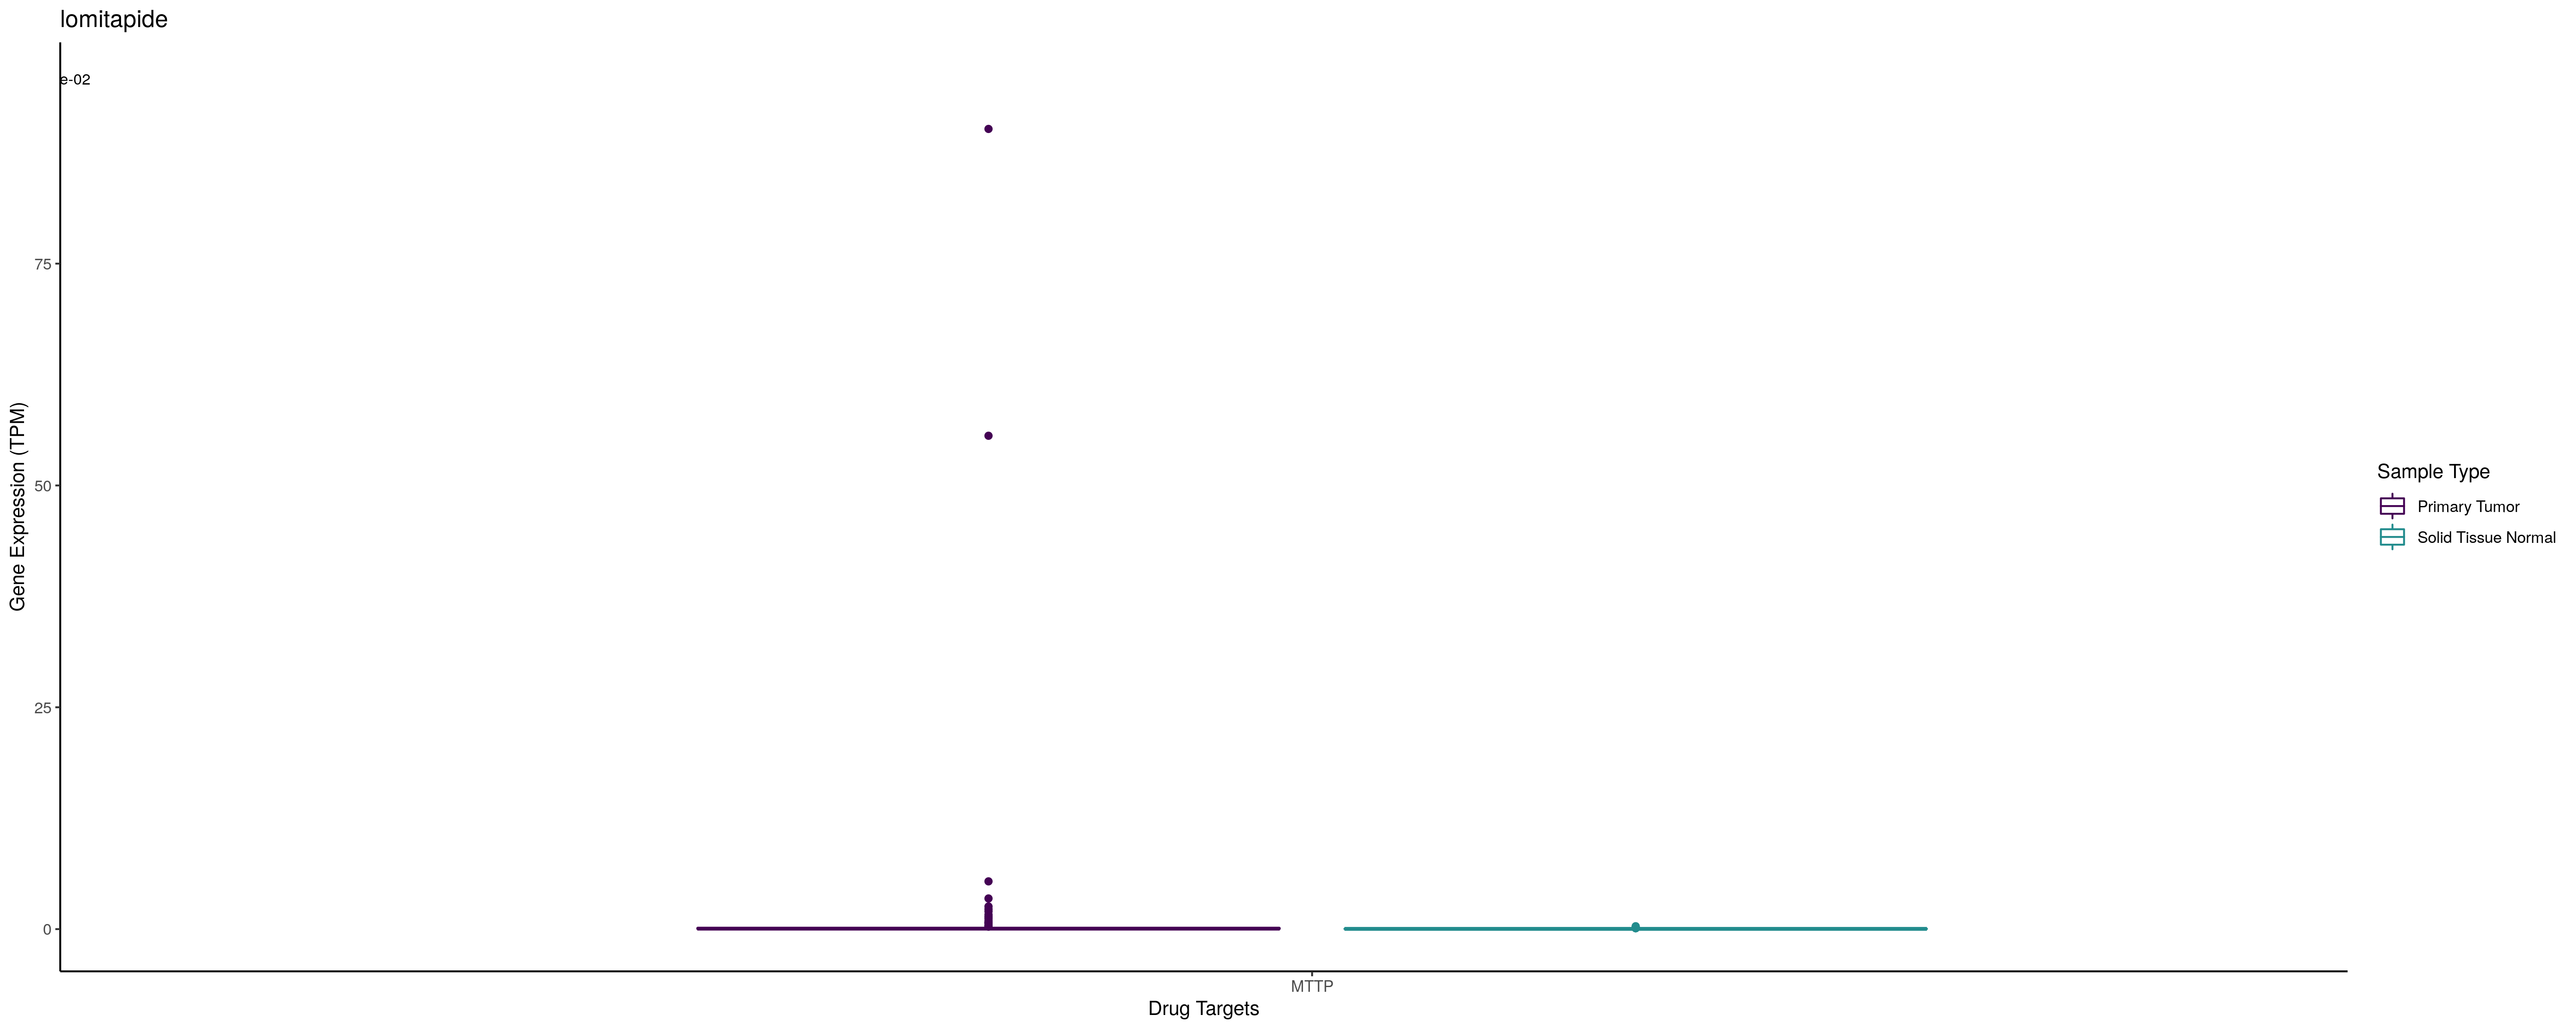 lomitapide
e-02
75
50
25
0
Gene Expression (TPM)
MTTP
Drug Targets
Sample Type
Primary Tumor
Solid Tissue Normal